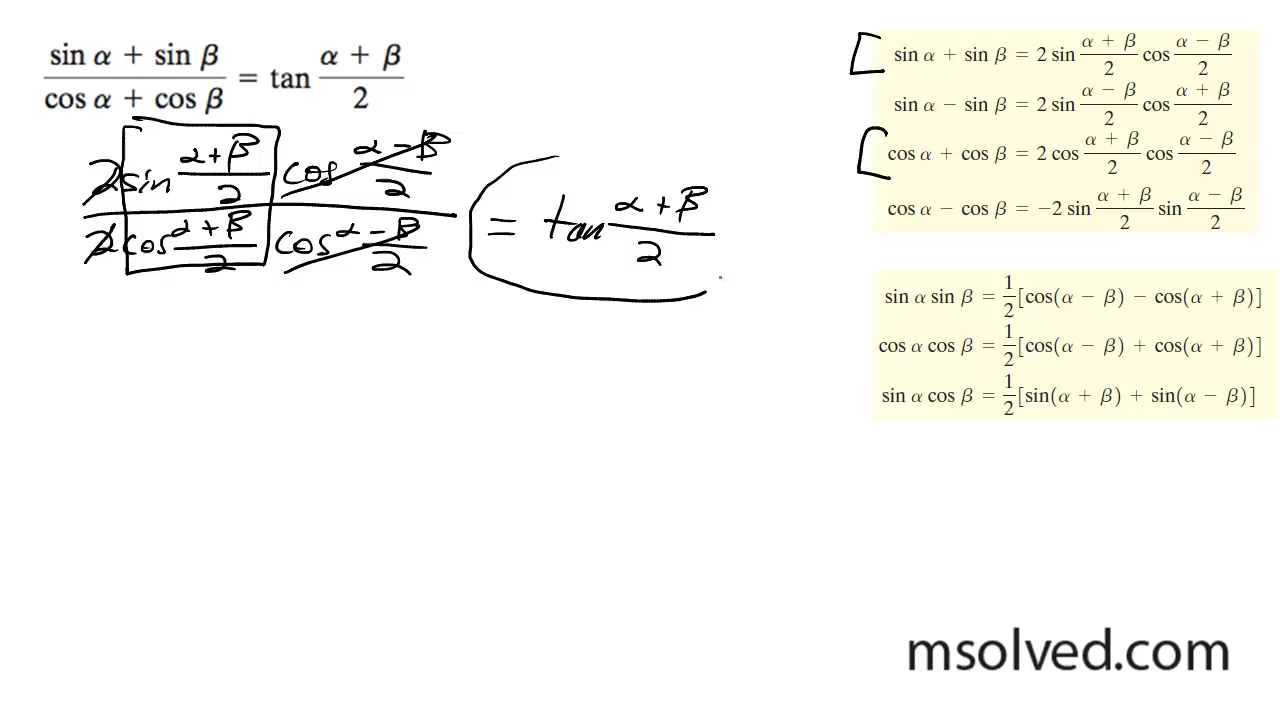 sin α + sin β / cos α + cos β = tan α + β / 2
2 sin α+β / 2 cos α-β / 2
2 cos α+β / 2 cos α-β / 2
= tan α+β / 2
sin α + sin β = 2 sin α + β / 2 cos α − β / 2
sin α − sin β = 2 sin α − β / 2 cos α + β / 2
cos α + cos β = 2 cos α + β / 2 cos α − β / 2
cos α − cos β = −2 sin α + β / 2 sin α − β / 2
sin α sin β = 1/2 [cos(α − β) − cos(α + β)]
cos α cos β = 1/2 [cos(α − β) + cos(α + β)]
sin α cos β = 1/2 [sin(α + β) + sin(α − β)]
msolved.com